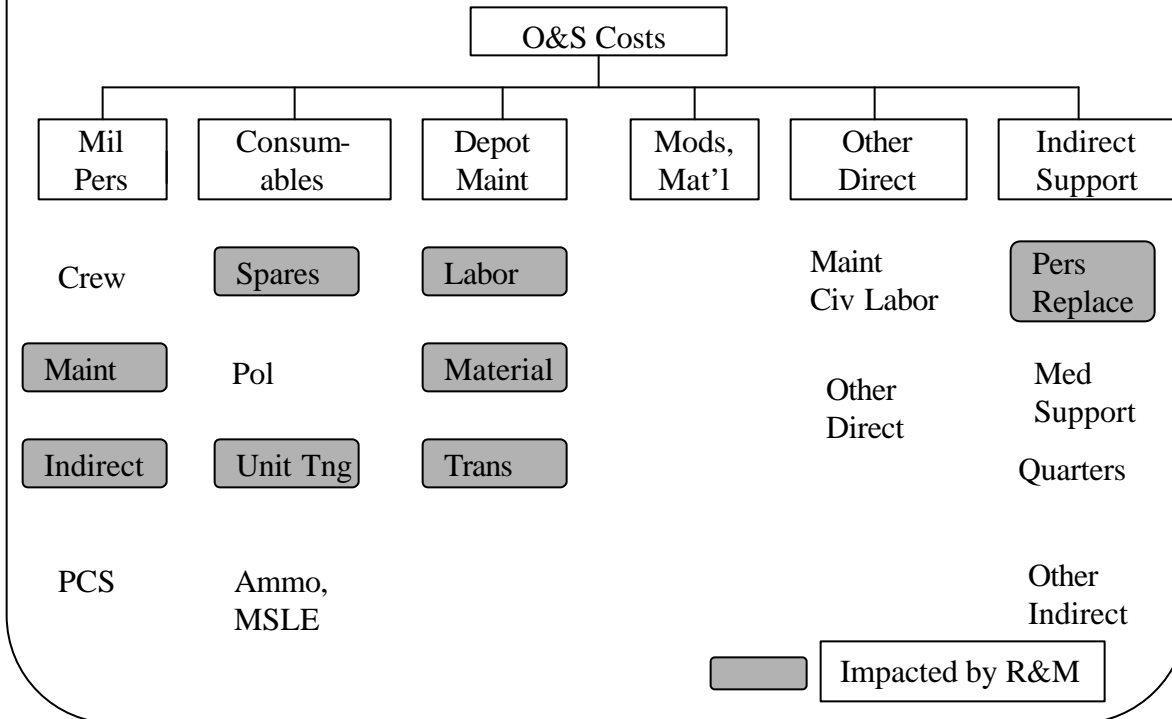 O&S Costs
Mil
Pers
Consum-
ables
Depot
Maint
Mods,
Mat’l
Other
Direct
Indirect
Support
Crew
Maint
Indirect
PCS
Spares
Pol
Unit Tng
Ammo,
MSLE
Labor
Material
Trans
Maint
Civ Labor
Other
Direct
Pers
Replace
Med
Support
Quarters
Other
Indirect
Impacted by R&M